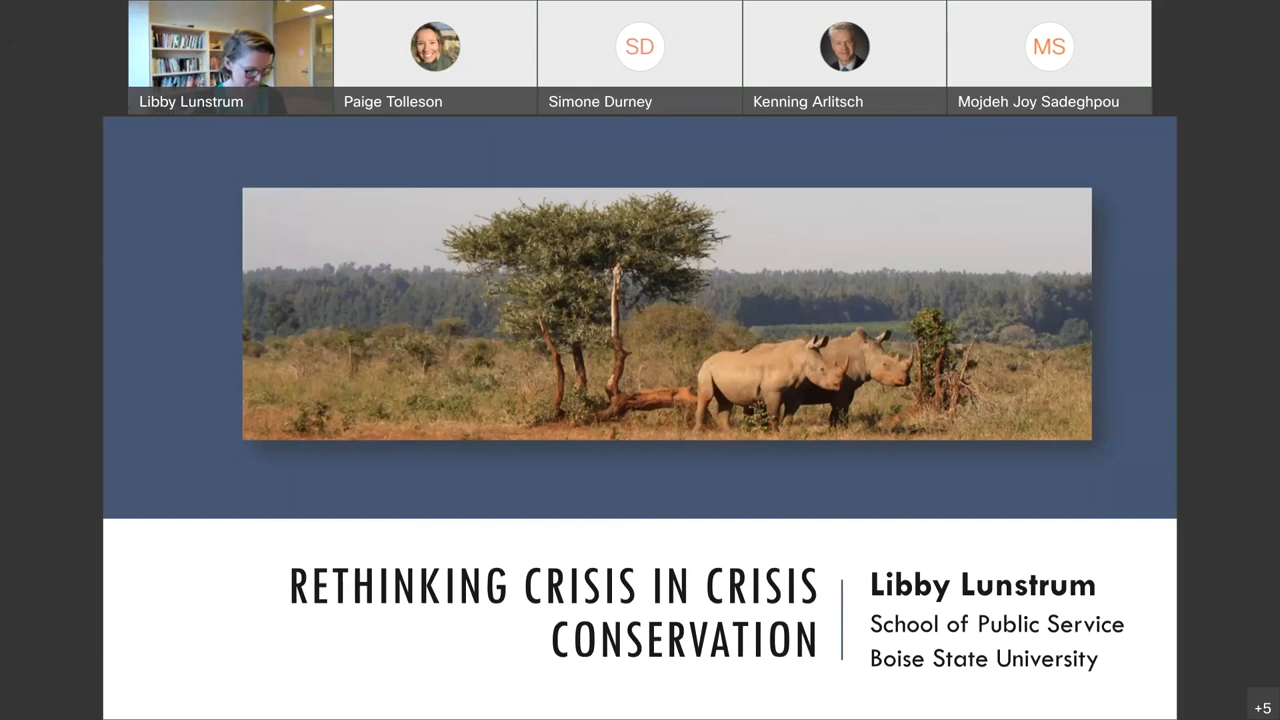 Libby Lunstrum
Paige Tolleson
SD
Simone Durney
Kenning Arlitsch
MS
Mojdeh Joy Sadeghpou
RETHINKING CRISIS IN CRISIS
CONSERVATION
Libby Lunstrum
School of Public Service
Boise State University
+5